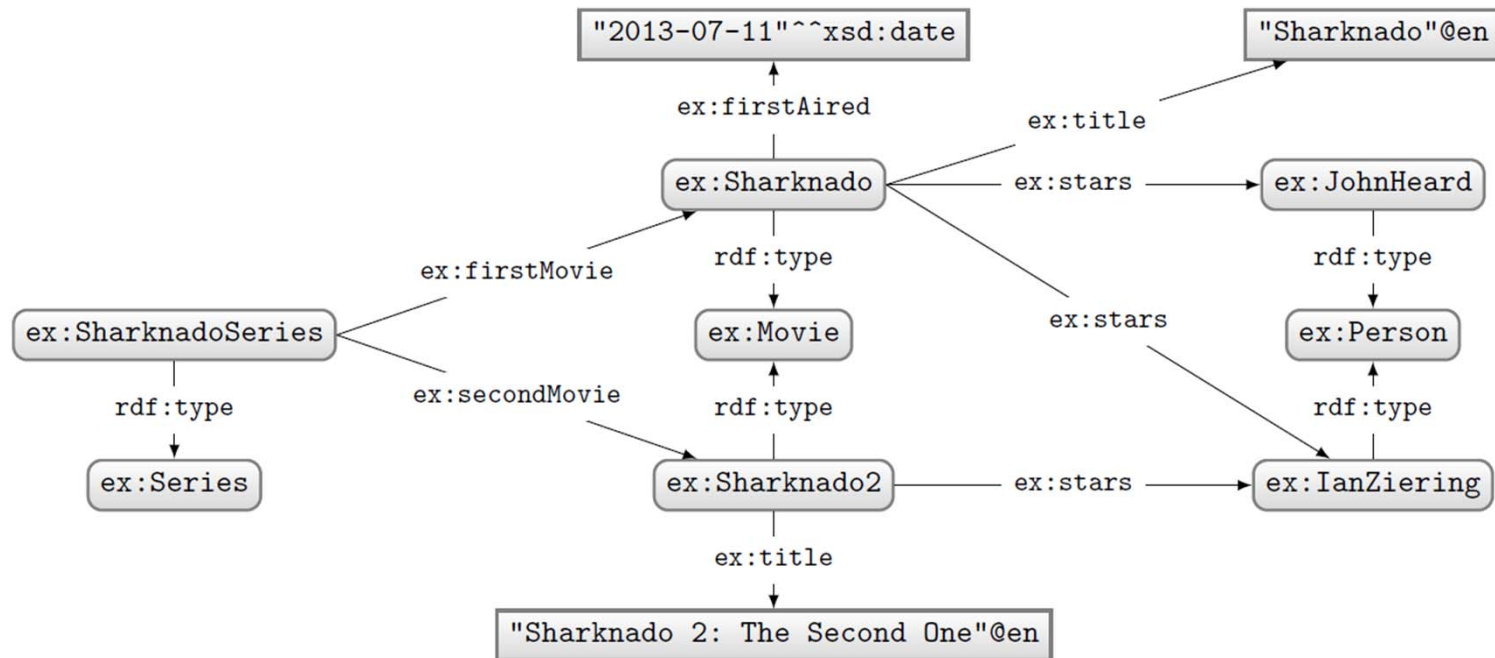 "2013-07-11"^^xsd:date
"Sharknado"@en
ex:firstAired
ex:title
ex:Sharknado
ex:stars
ex:JohnHeard
ex:firstMovie
rdf:type
rdf:type
ex:SharknadoSeries
ex:Movie
ex:stars
ex:Person
rdf:type
ex:secondMovie
rdf:type
rdf:type
ex:Series
ex:Sharknado2
ex:stars
ex:IanZiering
ex:title
"Sharknado 2: The Second One"@en